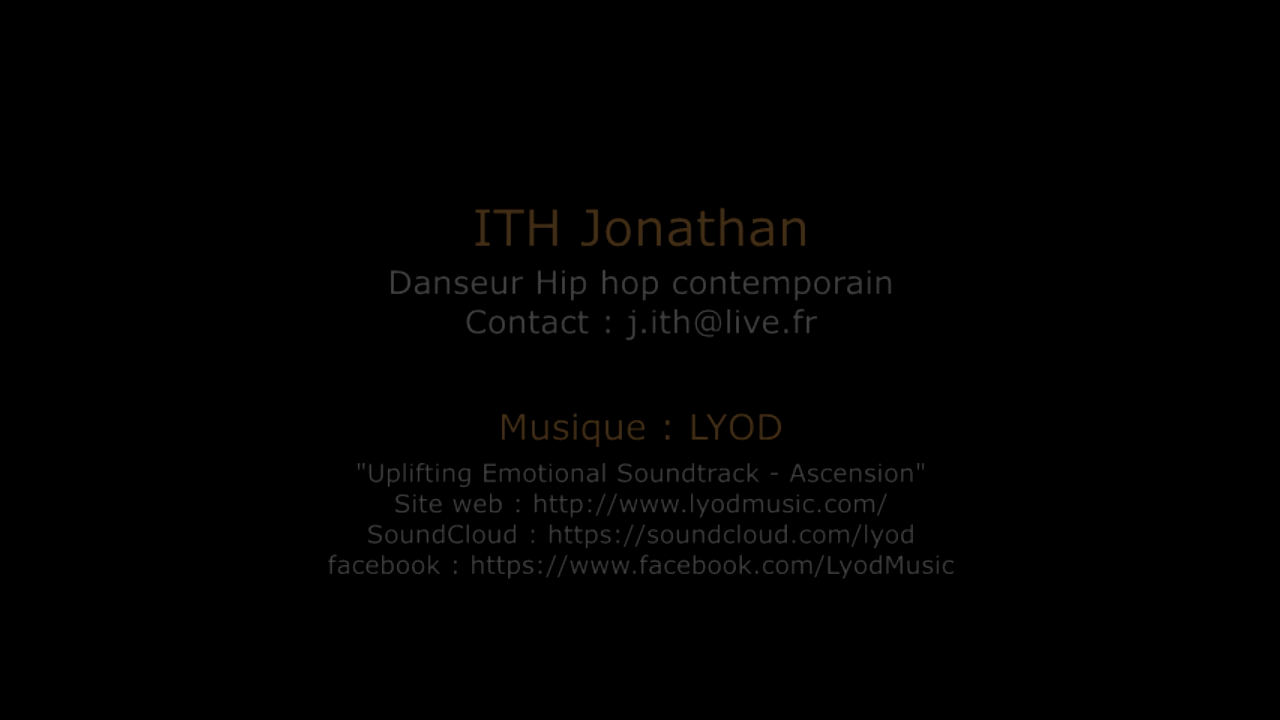 ITH Jonathan
Danseur Hip hop contemporain
Contact : j.ith@live.fr
Musique : LYOD
"Uplifting Emotional Soundtrack - Ascension"
Site web : http://www.lyodmusic.com/
SoundCloud : https://soundcloud.com/lyod
facebook : https://www.facebook.com/LyodMusic